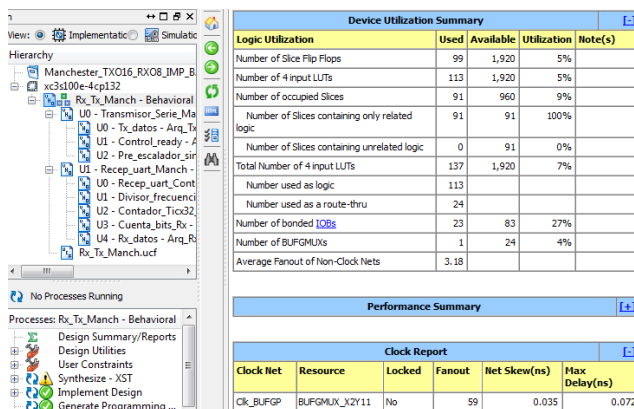 View: Implementatic Simulatic
Hierarchy
Manchester_TXO16_RXO8_IMP_B
xc3s100e-4cp132
Rx_Tx_Manch - Behavioral
U0 - Transmisor_Serie_Ma
U0 - Tx_datos - Arq_Tx
U1 - Control_ready - A
U2 - Pre_escalador_sir
U1 - Recep_uart_Manch -
U0 - Recep_uart_Cont
U1 - Divisor_frecuenci
U2 - Contador_Ticx32_
U3 - Cuenta_bits_Rx -
U4 - Rx_datos - Arq_Rx
Rx_Tx_Manch.ucf
No Processes Running
Processes: Rx_Tx_Manch - Behavioral
Design Summary/Reports
Design Utilities
User Constraints
Synthesize - XST
Implement Design
Generate Programming ...
Device Utilization Summary [-]
Logic Utilization Used Available Utilization Note(s)
Number of Slice Flip Flops 99 1,920 5%
Number of 4 input LUTs 113 1,920 5%
Number of occupied Slices 91 960 9%
Number of Slices containing only related
logic 91 91 100%
Number of Slices containing unrelated logic 0 91 0%
Total Number of 4 input LUTs 137 1,920 7%
Number used as logic 113
Number used as a route-thru 24
Number of bonded IOBs 23 83 27%
Number of BUFGMUXs 1 24 4%
Average Fanout of Non-Clock Nets 3.18
Performance Summary [+]
Clock Report [-]
Clock Net Resource Locked Fanout Net Skew(ns) Max
Delay(ns)
Clk_BUFGP BUFGMUX_X2Y11 No 59 0.035 0.072